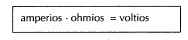 amperios · ohmios = voltios